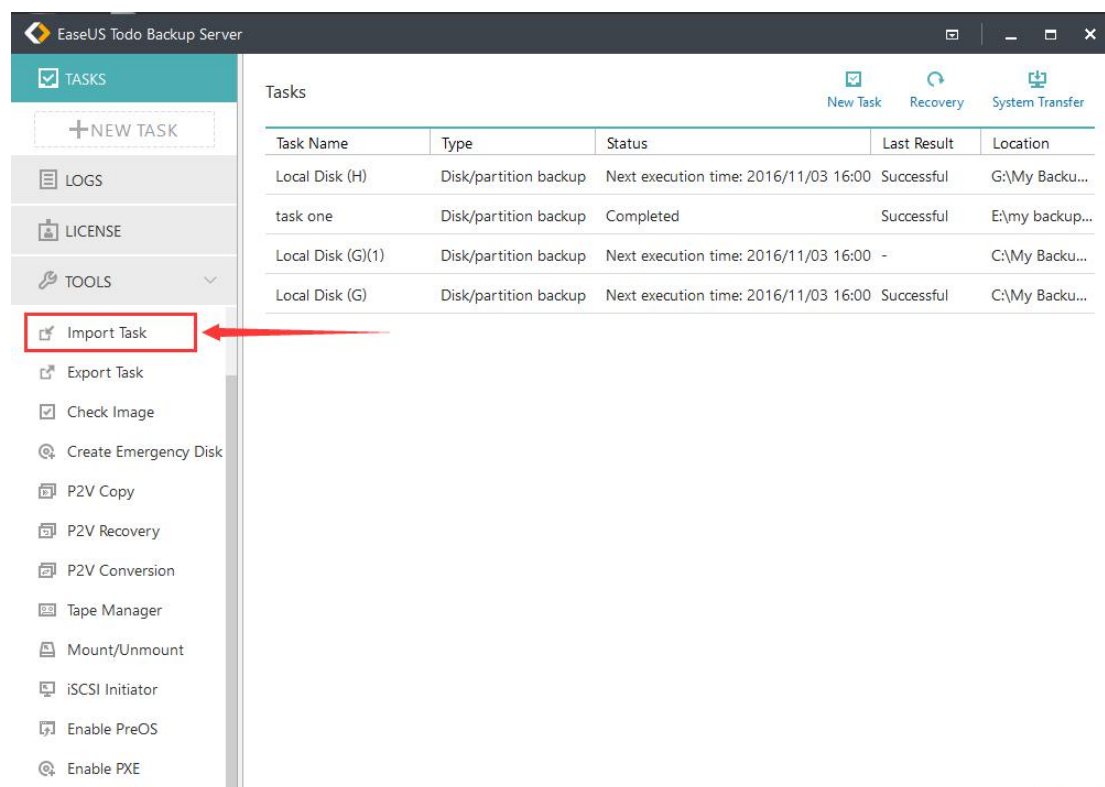 EaseUS Todo Backup Server
TASKS
NEW TASK
LOGS
LICENSE
TOOLS
Import Task
Export Task
Check Image
Create Emergency Disk
P2V Copy
P2V Recovery
P2V Conversion
Tape Manager
Mount/Unmount
iSCSI Initiator
Enable PreOS
Enable PXE
Tasks
New Task Recovery System Transfer
Task Name Type Status Last Result Location
Local Disk (H) Disk/partition backup Next execution time: 2016/11/03 16:00 Successful G:\My Backu...
task one Disk/partition backup Completed Successful E:\my backup...
Local Disk (G)(1) Disk/partition backup Next execution time: 2016/11/03 16:00 - C:\My Backu...
Local Disk (G) Disk/partition backup Next execution time: 2016/11/03 16:00 Successful C:\My Backu...